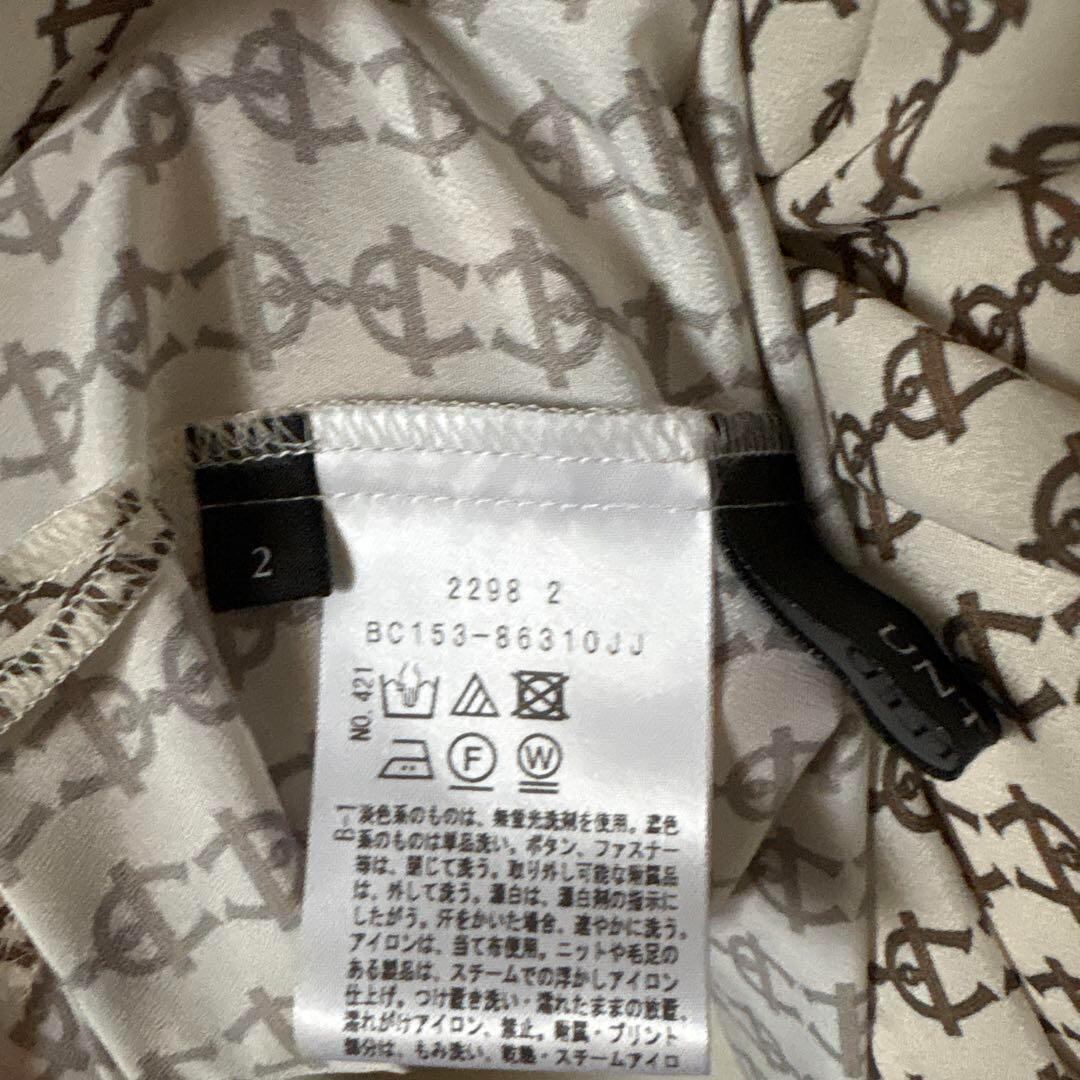 2
2298 2
BC153-86310JJ
NO. 421
F
W
B-1
淡色系のものは、無蛍光洗剤を使用。濃色
系のものは単品洗い。ボタン、ファスナー
等は、閉じて洗う。取り外し可能な附属品
は、外して洗う。漂白は、漂白剤の指示に
したがう。汗をかいた場合、速やかに洗う。
アイロンは、当て布使用。ニットや毛足の
ある製品は、スチームでの浮かしアイロン
仕上げ。つけ置き洗い・濡れたままの放置、
濡れがけアイロン、禁止。附属・プリント
部分は、もみ洗い、乾熱・スチームアイロ
UNT